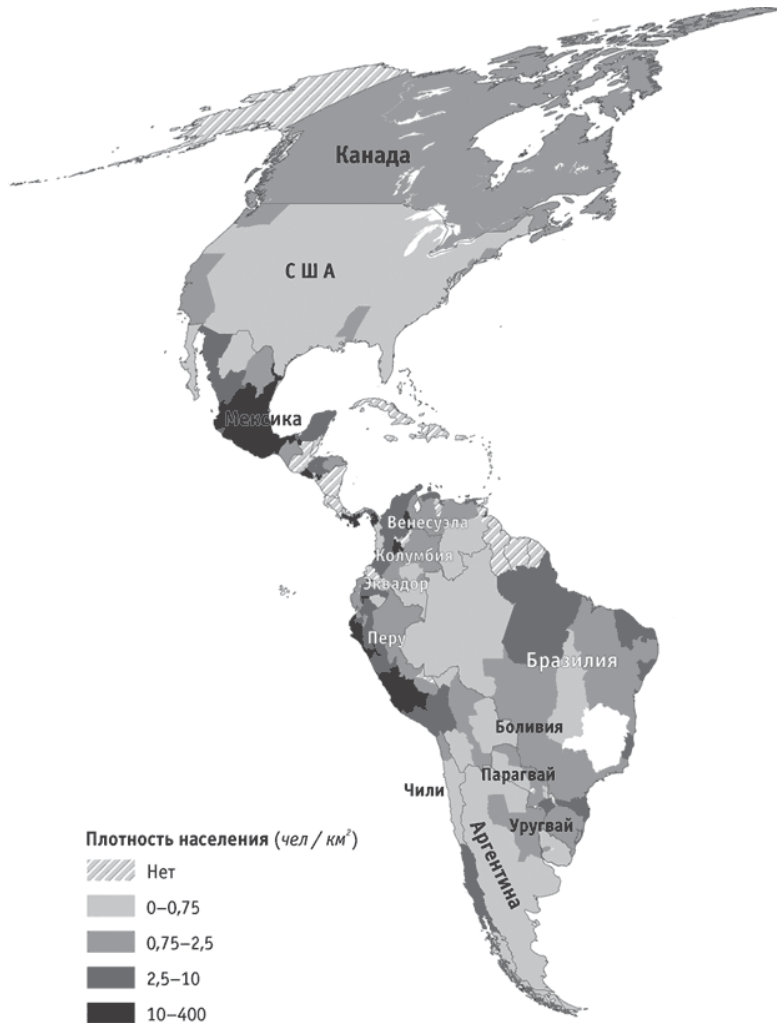 Канада
С Ш А
Мексика
Венесуэла
Колумбия
Эквадор
Перу
Бразилия
Боливия
Парагвай
Чили
Уругвай
Аргентина
Плотность населения (чел / км²)
Нет
0–0,75
0,75–2,5
2,5–10
10–400